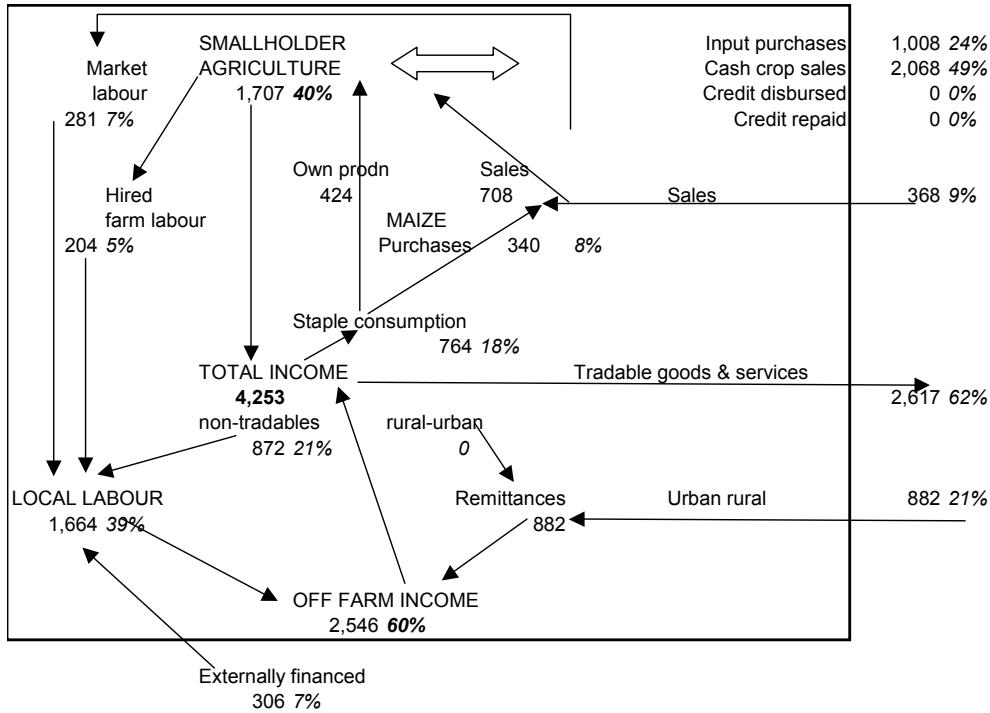 SMALLHOLDER
AGRICULTURE
1,707 40%
Market
labour
281 7%
Input purchases 1,008 24%
Cash crop sales 2,068 49%
Credit disbursed 0 0%
Credit repaid 0 0%
Own prodn
424
Sales
708
Sales 368 9%
Hired
farm labour
204 5%
MAIZE
Purchases 340 8%
Staple consumption
764 18%
TOTAL INCOME
4,253
Tradable goods & services
2,617 62%
non-tradables
872 21%
rural-urban
0
LOCAL LABOUR
1,664 39%
Remittances
882
Urban rural 882 21%
OFF FARM INCOME
2,546 60%
Externally financed
306 7%